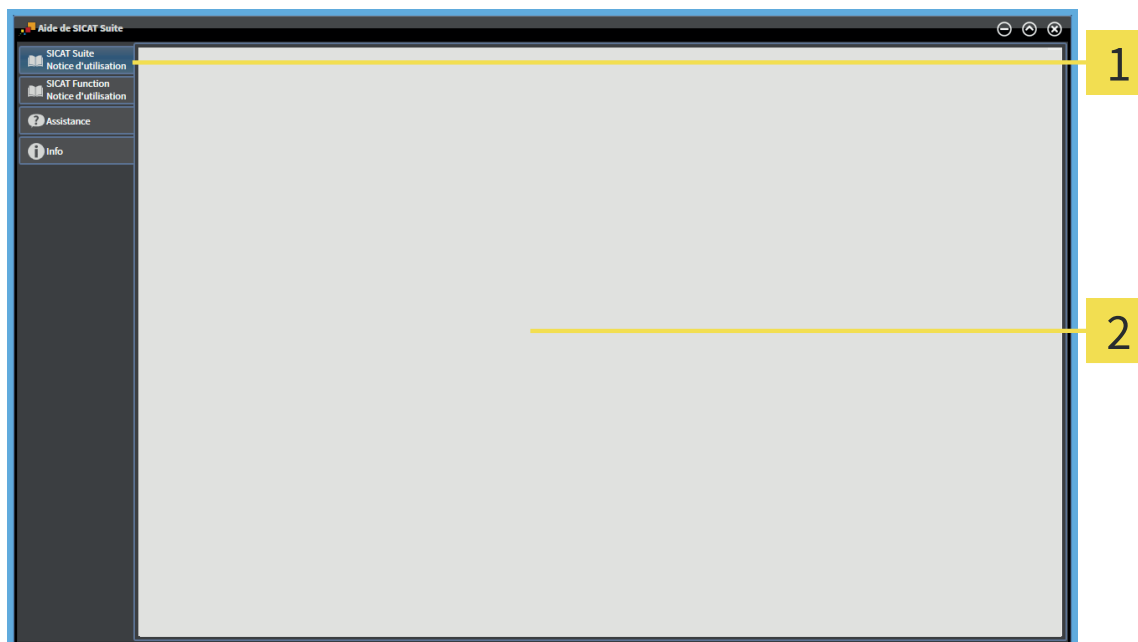 Aide de SICAT Suite
SICAT Suite
Notice d'utilisation
1
SICAT Function
Notice d'utilisation
Assistance
Info
2